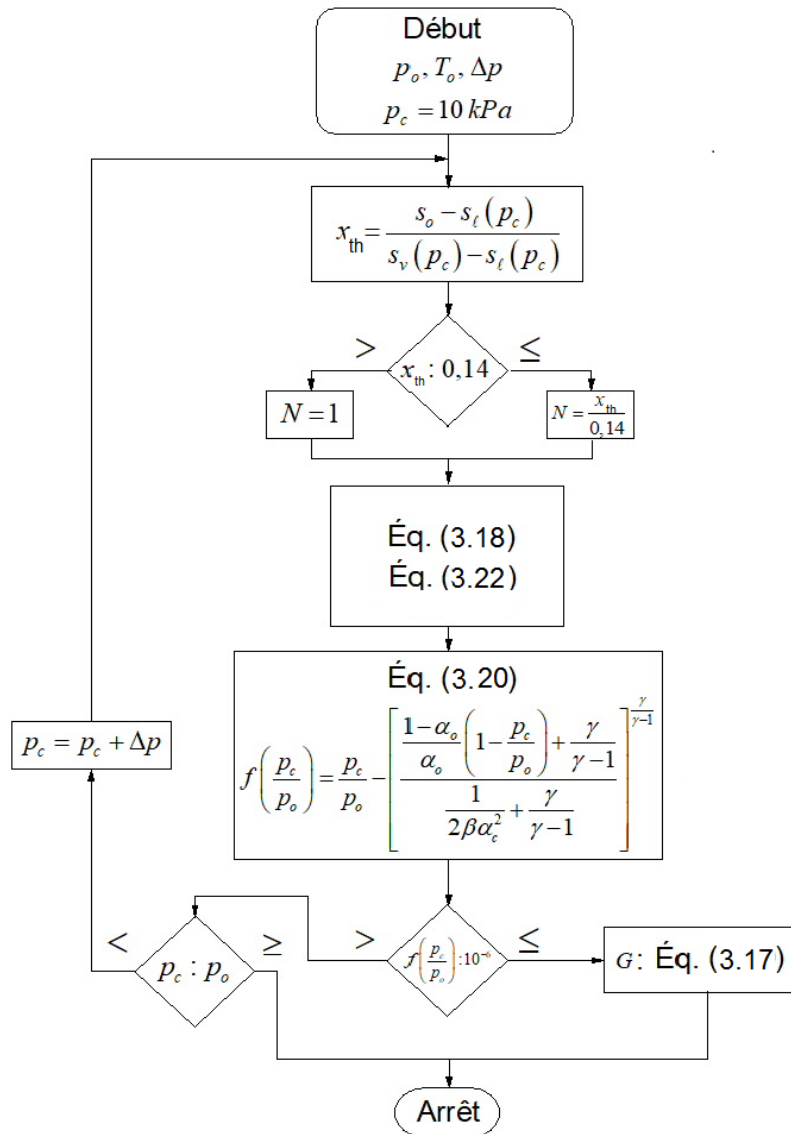 Début
p_o, T_o, Δp
p_c = 10 kPa
x_th = (s_o − s_ℓ(p_c)) / (s_v(p_c) − s_ℓ(p_c))
> x_th : 0,14 ≤
N = 1
N = x_th / 0,14
Éq. (3.18)
Éq. (3.22)
Éq. (3.20)
f(p_c/p_o) = p_c/p_o − [((1−α_o)/α_o (1 − p_c/p_o) + γ/(γ−1)) / (1/(2βα_c^2) + γ/(γ−1))]^(γ/(γ−1))
p_c = p_c + Δp
< p_c : p_o ≥
> f(p_c/p_o) : 10^−6 ≤
G : Éq. (3.17)
Arrêt